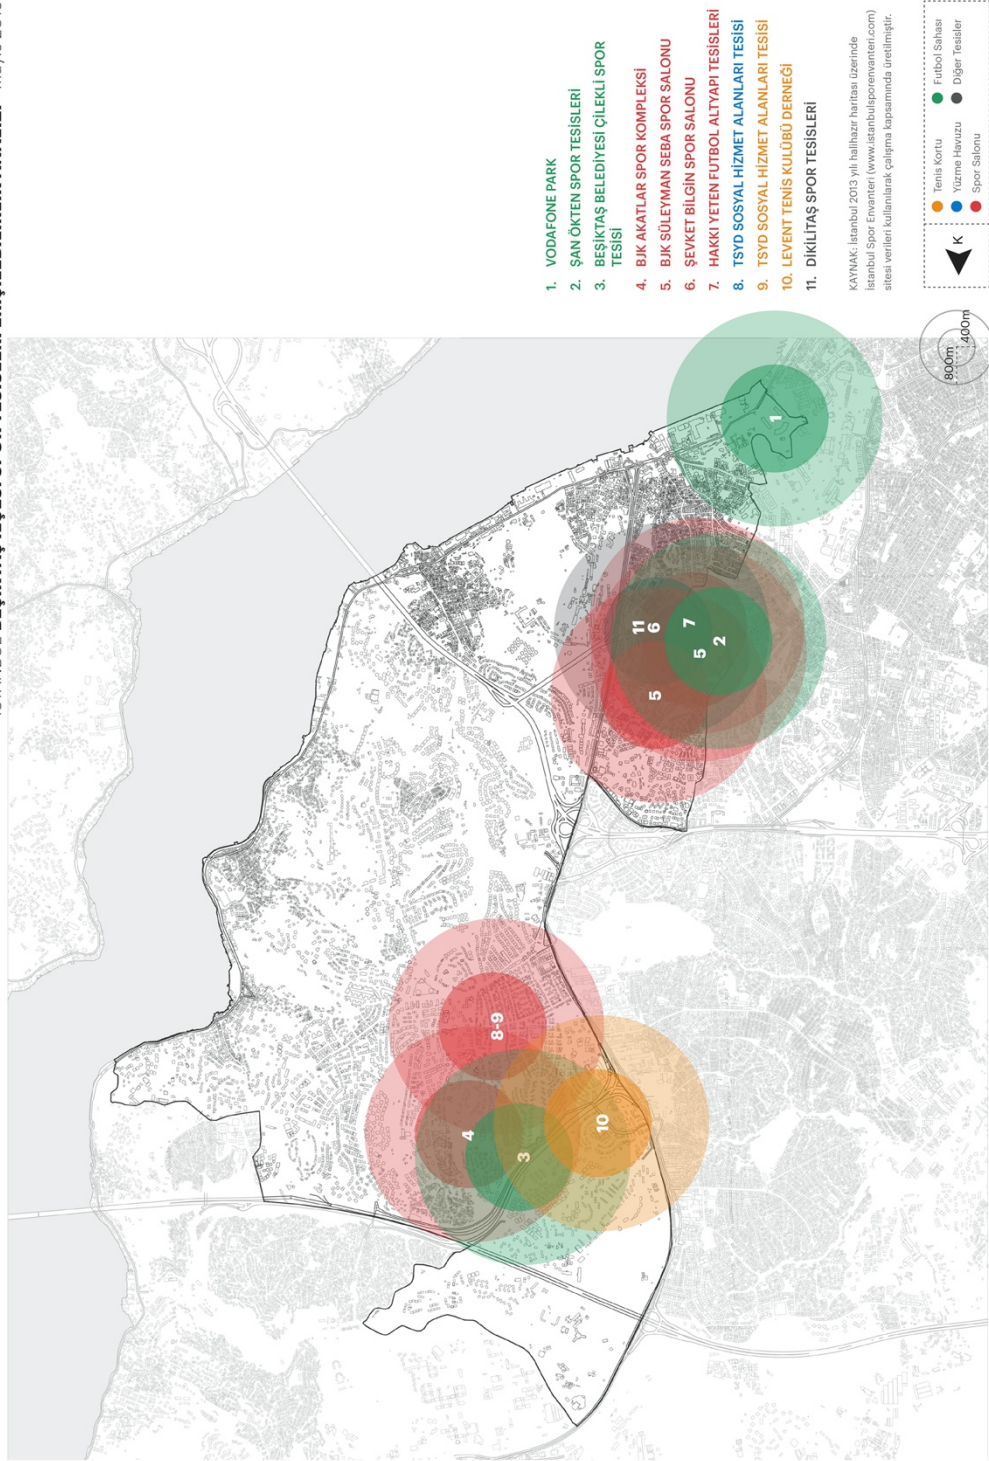 1. VODAFONE PARK
2. ŞAN ÖKTEN SPOR TESİSLERİ
3. BEŞİKTAŞ BELEDİYESİ ÇİLEKLİ SPOR
TESİSİ
4. BJK AKATLAR SPOR KOMPLEKSİ
5. BJK SÜLEYMAN SEBA SPOR SALONU
6. ŞEVKET BİLGİN SPOR SALONU
7. HAKKI YETEN FUTBOL ALTYAPI TESİSLERİ
8. TSYD SOSYAL HİZMET ALANLARI TESİSİ
9. TSYD SOSYAL HİZMET ALANLARI TESİSİ
10. LEVENT TENİS KULÜBÜ DERNEĞİ
11. DİKİLİTAŞ SPOR TESİSLERİ
KAYNAK: İstanbul 2013 yılı halihazır haritası üzerinde
İstanbul Spor Envanteri (www.istanbulsporenvanteri.com)
sitesi verileri kullanılarak çalışma kapsamında üretilmiştir.
800m
400m
K
Tenis Kortu
Yüzme Havuzu
Spor Salonu
Futbol Sahası
Diğer Tesisler
8-9
4
3
10
11
6
5
7
5
2
1